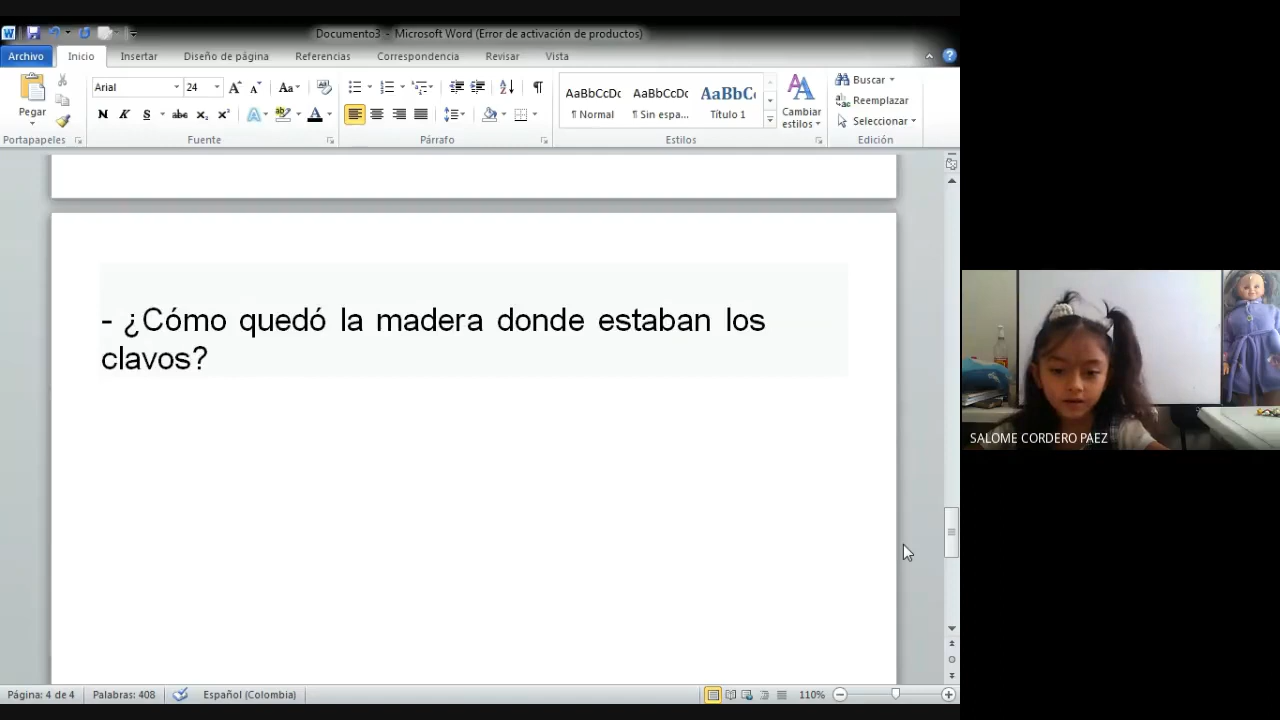 Documento3 - Microsoft Word (Error de activación de productos)
Archivo Inicio Insertar Diseño de página Referencias Correspondencia Revisar Vista
Pegar
Arial 24
Aa
N K S abc x₂ x² A ab A
AaBbCcDc AaBbCcDc AaBbC
¶ Normal ¶ Sin espa... Título 1
Cambiar estilos
Buscar
Reemplazar
Seleccionar
Portapapeles Fuente Párrafo Estilos Edición
- ¿Cómo quedó la madera donde estaban los
clavos?
SALOME CORDERO PAEZ
Página: 4 de 4 Palabras: 408 Español (Colombia) 110%